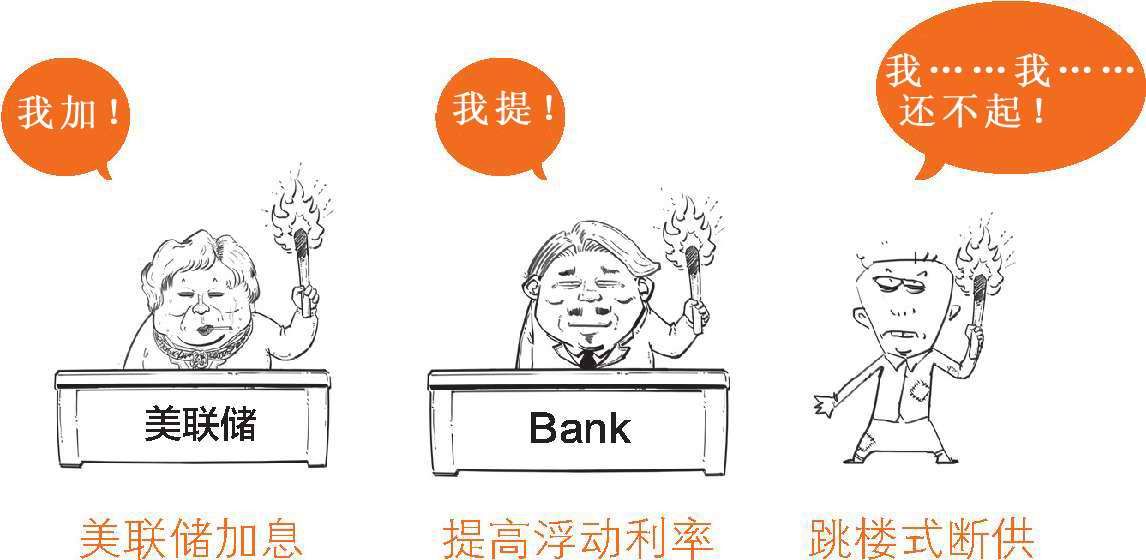 我加！
我提！
我……我……
还不起！
美联储
Bank
美联储加息
提高浮动利率
跳楼式断供